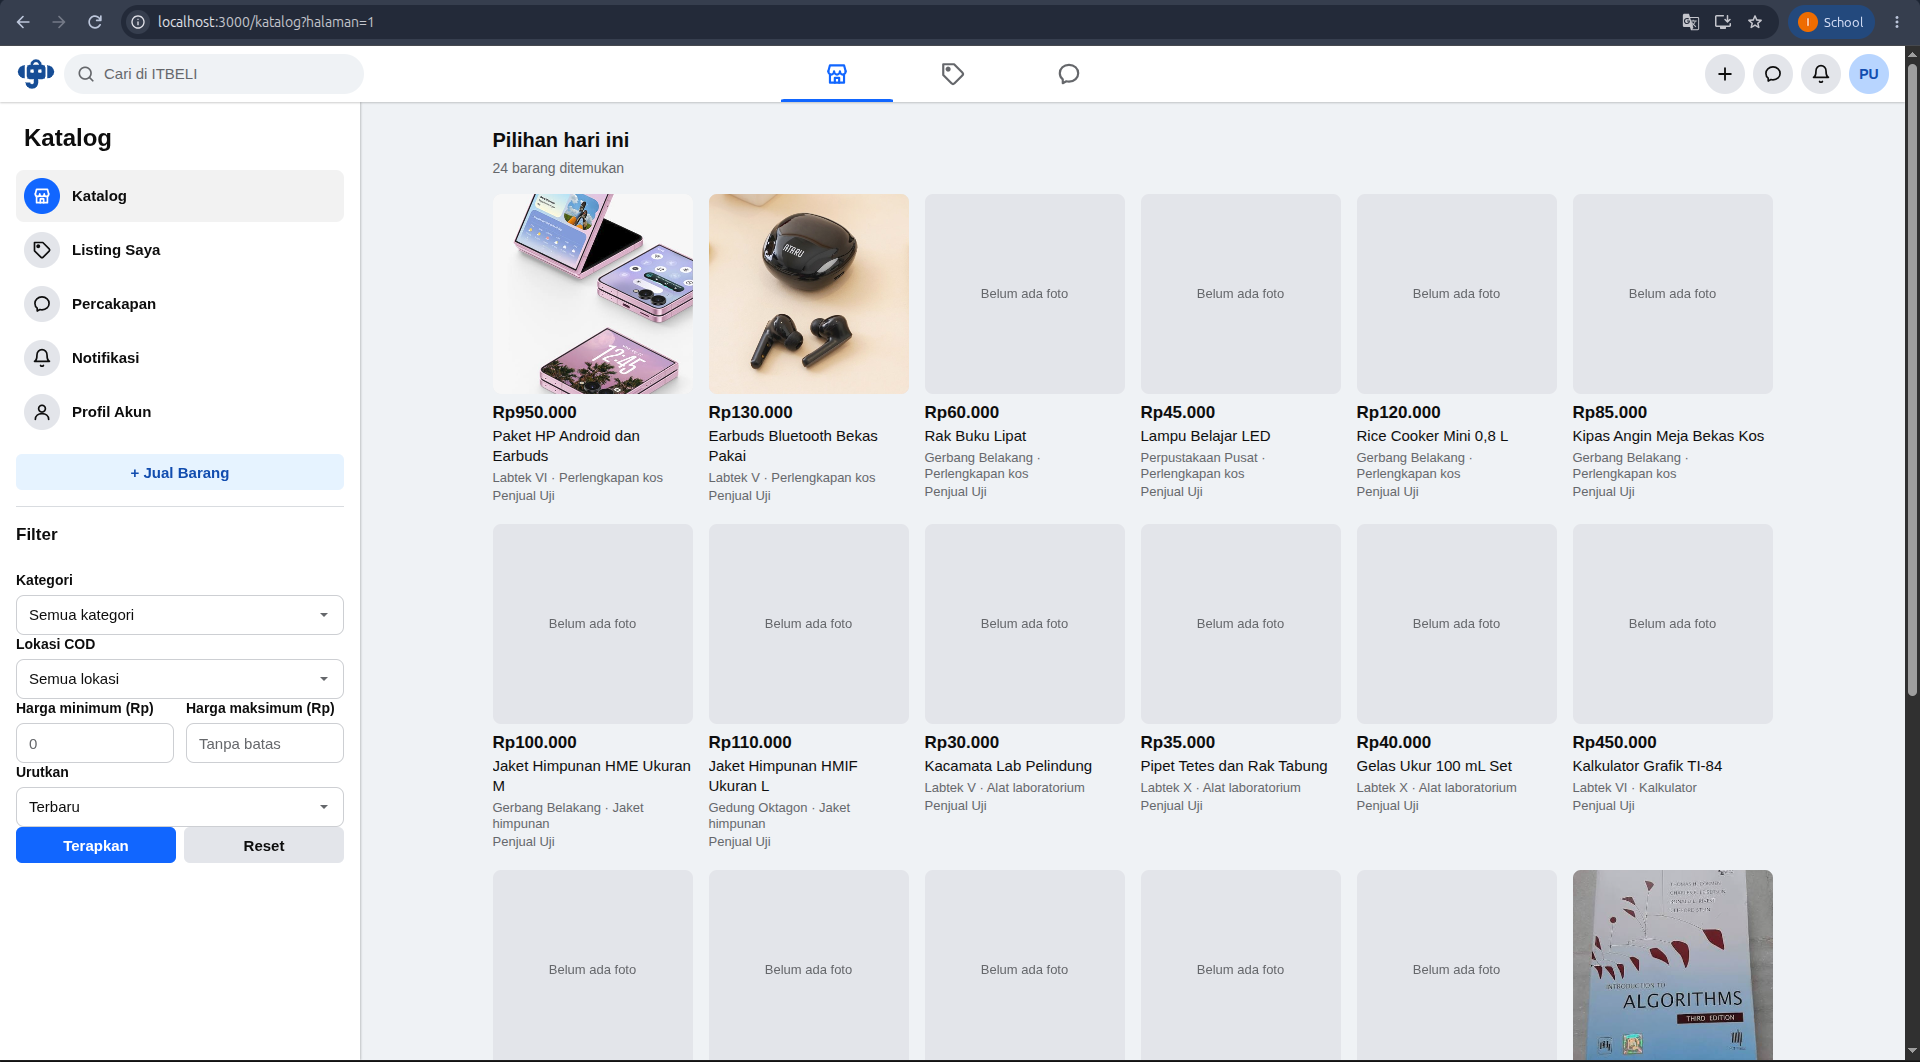 localhost:3000/katalog?halaman=1
School
Cari di ITBELI
PU
Katalog
Katalog
Listing Saya
Percakapan
Notifikasi
Profil Akun
+ Jual Barang
Filter
Kategori
Semua kategori
Lokasi COD
Semua lokasi
Harga minimum (Rp)
Harga maksimum (Rp)
0
Tanpa batas
Urutkan
Terbaru
Terapkan
Reset
Pilihan hari ini
24 barang ditemukan
12:45
Rp950.000
Paket HP Android dan
Earbuds
Labtek VI · Perlengkapan kos
Penjual Uji
ATARU
Rp130.000
Earbuds Bluetooth Bekas
Pakai
Labtek V · Perlengkapan kos
Penjual Uji
Belum ada foto
Rp60.000
Rak Buku Lipat
Gerbang Belakang ·
Perlengkapan kos
Penjual Uji
Belum ada foto
Rp45.000
Lampu Belajar LED
Perpustakaan Pusat ·
Perlengkapan kos
Penjual Uji
Belum ada foto
Rp120.000
Rice Cooker Mini 0,8 L
Gerbang Belakang ·
Perlengkapan kos
Penjual Uji
Belum ada foto
Rp85.000
Kipas Angin Meja Bekas Kos
Gerbang Belakang ·
Perlengkapan kos
Penjual Uji
Belum ada foto
Rp100.000
Jaket Himpunan HME Ukuran
M
Gerbang Belakang · Jaket
himpunan
Penjual Uji
Belum ada foto
Rp110.000
Jaket Himpunan HMIF
Ukuran L
Gedung Oktagon · Jaket
himpunan
Penjual Uji
Belum ada foto
Rp30.000
Kacamata Lab Pelindung
Labtek V · Alat laboratorium
Penjual Uji
Belum ada foto
Rp35.000
Pipet Tetes dan Rak Tabung
Labtek X · Alat laboratorium
Penjual Uji
Belum ada foto
Rp40.000
Gelas Ukur 100 mL Set
Labtek X · Alat laboratorium
Penjual Uji
Belum ada foto
Rp450.000
Kalkulator Grafik TI-84
Labtek VI · Kalkulator
Penjual Uji
Belum ada foto
Belum ada foto
Belum ada foto
Belum ada foto
Belum ada foto
INTRODUCTION TO
ALGORITHMS
THIRD EDITION